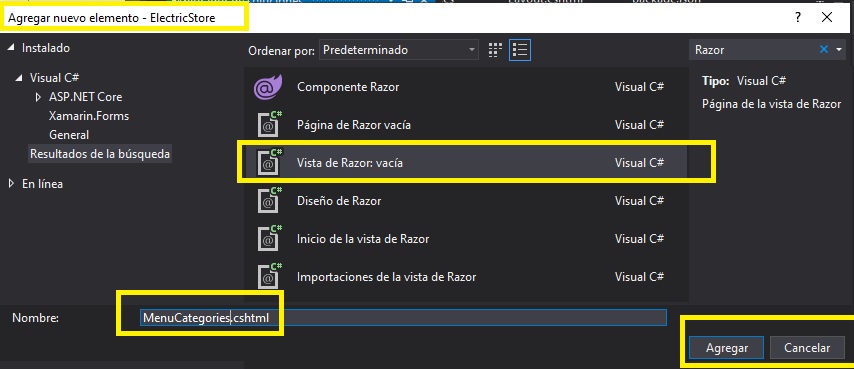 Agregar nuevo elemento - ElectricStore
? ×
Instalado
Visual C#
ASP.NET Core
Xamarin.Forms
General
Resultados de la búsqueda
En línea
Ordenar por: Predeterminado
Componente Razor Visual C#
Página de Razor vacía Visual C#
Vista de Razor: vacía Visual C#
Diseño de Razor Visual C#
Inicio de la vista de Razor Visual C#
Importaciones de la vista de Razor Visual C#
Razor
Tipo: Visual C#
Página de la vista de Razor
Nombre: MenuCategories.cshtml
Agregar Cancelar